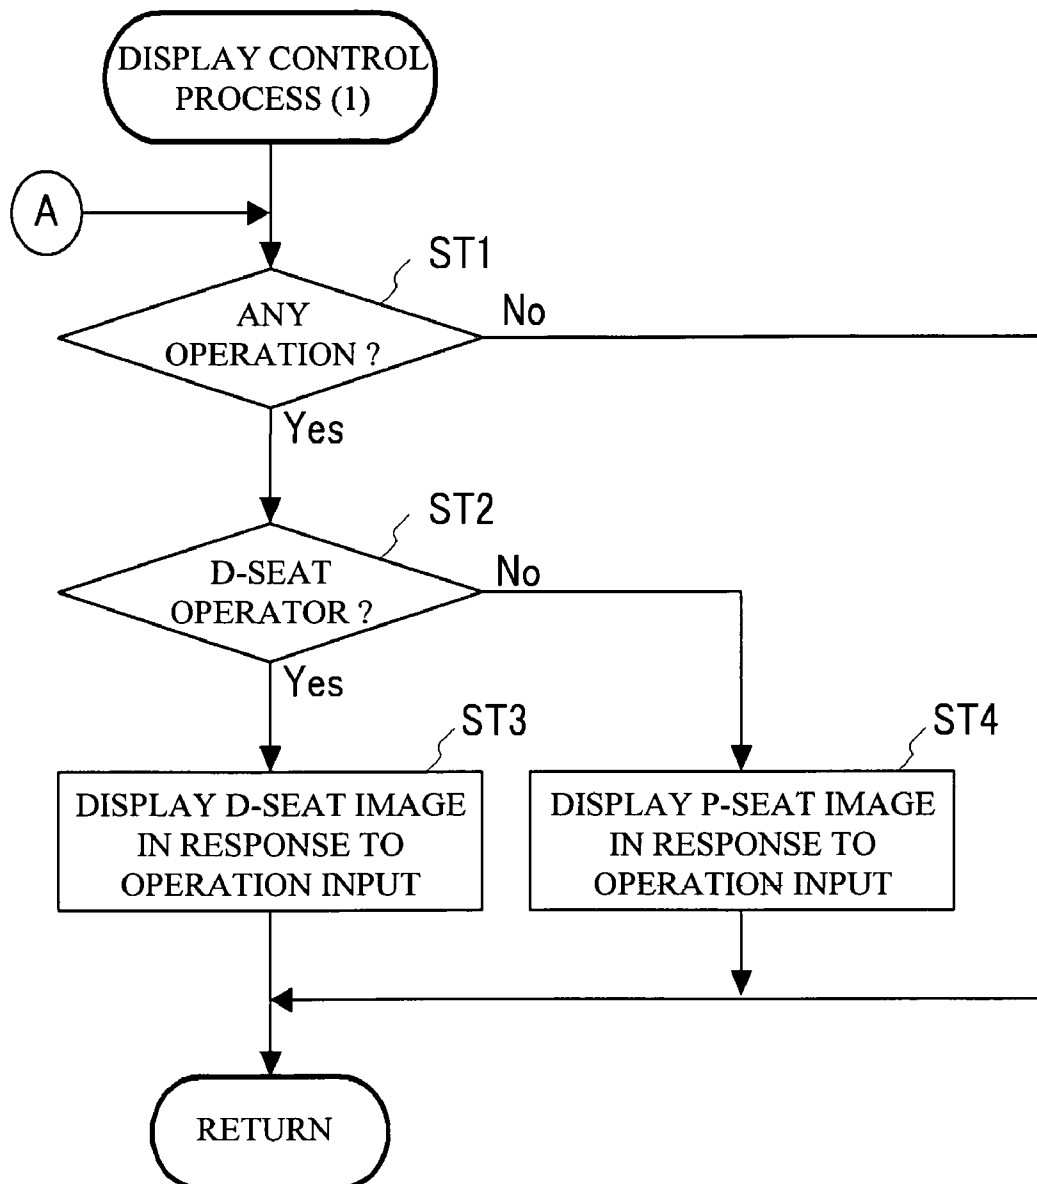 DISPLAY CONTROL
PROCESS (1)
A
ST1
ANY
OPERATION ?
No
Yes
ST2
D-SEAT
OPERATOR ?
No
Yes
ST3
DISPLAY D-SEAT IMAGE
IN RESPONSE TO
OPERATION INPUT
ST4
DISPLAY P-SEAT IMAGE
IN RESPONSE TO
OPERATION INPUT
RETURN